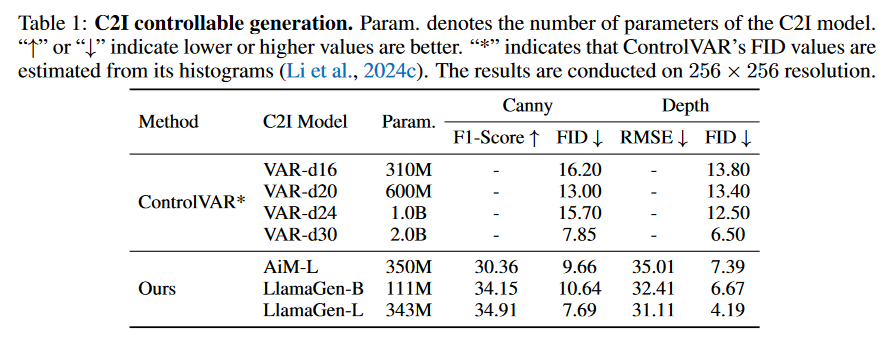 Table 1: C2I controllable generation. Param. denotes the number of parameters of the C2I model.
“↑” or “↓” indicate lower or higher values are better. “*” indicates that ControlVAR’s FID values are
estimated from its histograms (Li et al., 2024c). The results are conducted on 256 × 256 resolution.
Method C2I Model Param. Canny Depth
F1-Score ↑ FID ↓ RMSE ↓ FID ↓
ControlVAR* VAR-d16 310M - 16.20 - 13.80
VAR-d20 600M - 13.00 - 13.40
VAR-d24 1.0B - 15.70 - 12.50
VAR-d30 2.0B - 7.85 - 6.50
Ours AiM-L 350M 30.36 9.66 35.01 7.39
LlamaGen-B 111M 34.15 10.64 32.41 6.67
LlamaGen-L 343M 34.91 7.69 31.11 4.19